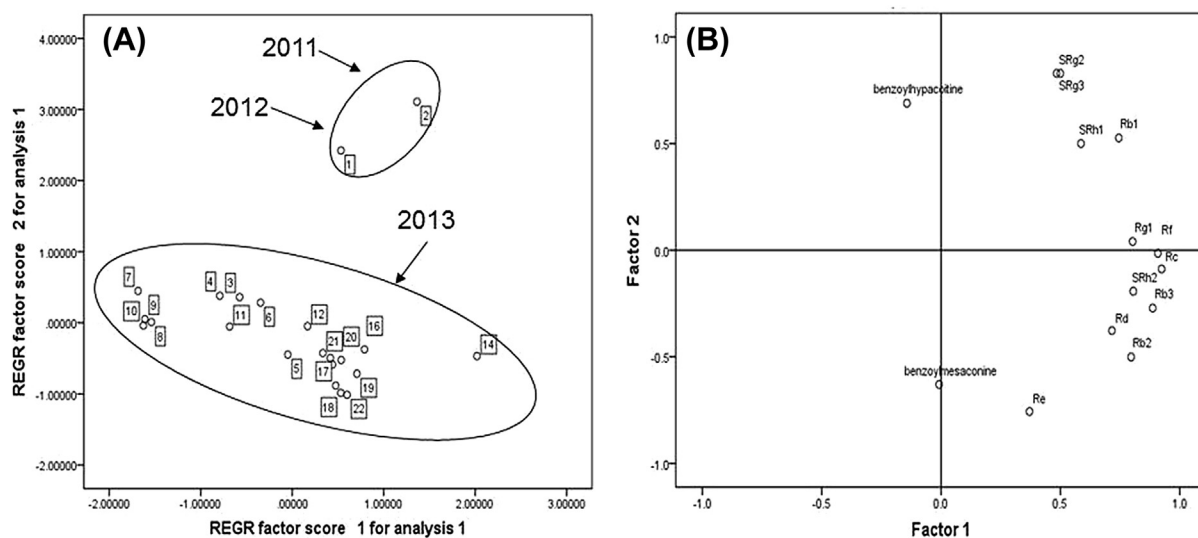 (A)
2011
2012
2013
4.00000
3.00000
2.00000
1.00000
.00000
-1.00000
-2.00000
REGR factor score 2 for analysis 1
2
1
7
4
3
10
9
11
6
12
16
8
21
20
14
5
17
19
18
22
-2.00000
-1.00000
.00000
1.00000
2.00000
3.00000
REGR factor score 1 for analysis 1
(B)
1.0
0.5
0.0
-0.5
-1.0
Factor 2
SRg2
SRg3
benzoylhypacoitine
SRh1
Rb1
Rg1
Rf
Rc
SRh2
Rb3
Rd
Rb2
benzoylmesaconine
Re
-1.0
-0.5
0.0
0.5
1.0
Factor 1